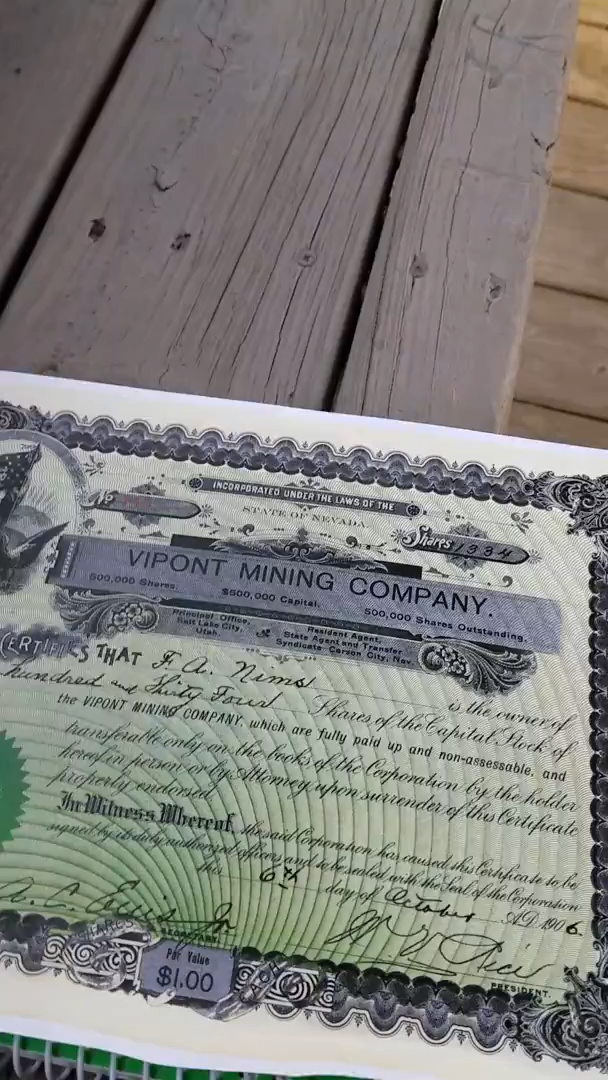 INCORPORATED UNDER THE LAWS OF THE
STATE OF NEVADA
No
Shares 1334
VIPONT MINING COMPANY.
500,000 Shares. $500,000 Capital. 500,000 Shares Outstanding.
Principal Office, Salt Lake City, Utah.
Resident Agent, State Agent and Transfer Syndicate Carson City, Nev.
CERTIFIES THAT F. A. Nims is the owner of
hundred and Thirty Four Shares of the Capital Stock of
the VIPONT MINING COMPANY, which are fully paid up and non-assessable, and
transferable only on the books of the Corporation by the holder
hereof in person or by Attorney upon surrender of this Certificate
properly endorsed.
In Witness Whereof, the said Corporation has caused this Certificate to be
signed by its duly authorized officers and to be sealed with the Seal of the Corporation
this 6th day of October A.D. 1906.
SECRETARY.
PRESIDENT.
SHARES
Par Value
$1.00
EACH